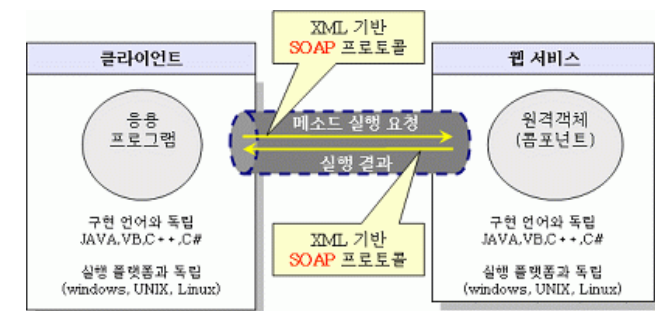 XML 기반
SOAP 프로토콜
클라이언트
웹 서비스
응용
프로그램
메소드 실행 요청
실행 결과
원격객체
(콤포넌트)
구현 언어와 독립
JAVA,VB,C++,C#
실행 플랫폼과 독립
(windows, UNIX, Linux)
XML 기반
SOAP 프로토콜
구현 언어와 독립
JAVA,VB,C++,C#
실행 플랫폼과 독립
(windows, UNIX, Linux)